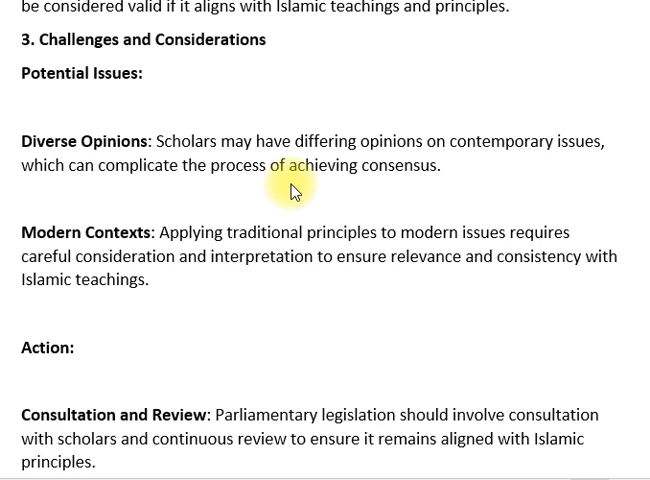 be considered valid if it aligns with Islamic teachings and principles.
3. Challenges and Considerations
Potential Issues:
Diverse Opinions: Scholars may have differing opinions on contemporary issues,
which can complicate the process of achieving consensus.
Modern Contexts: Applying traditional principles to modern issues requires
careful consideration and interpretation to ensure relevance and consistency with
Islamic teachings.
Action:
Consultation and Review: Parliamentary legislation should involve consultation
with scholars and continuous review to ensure it remains aligned with Islamic
principles.